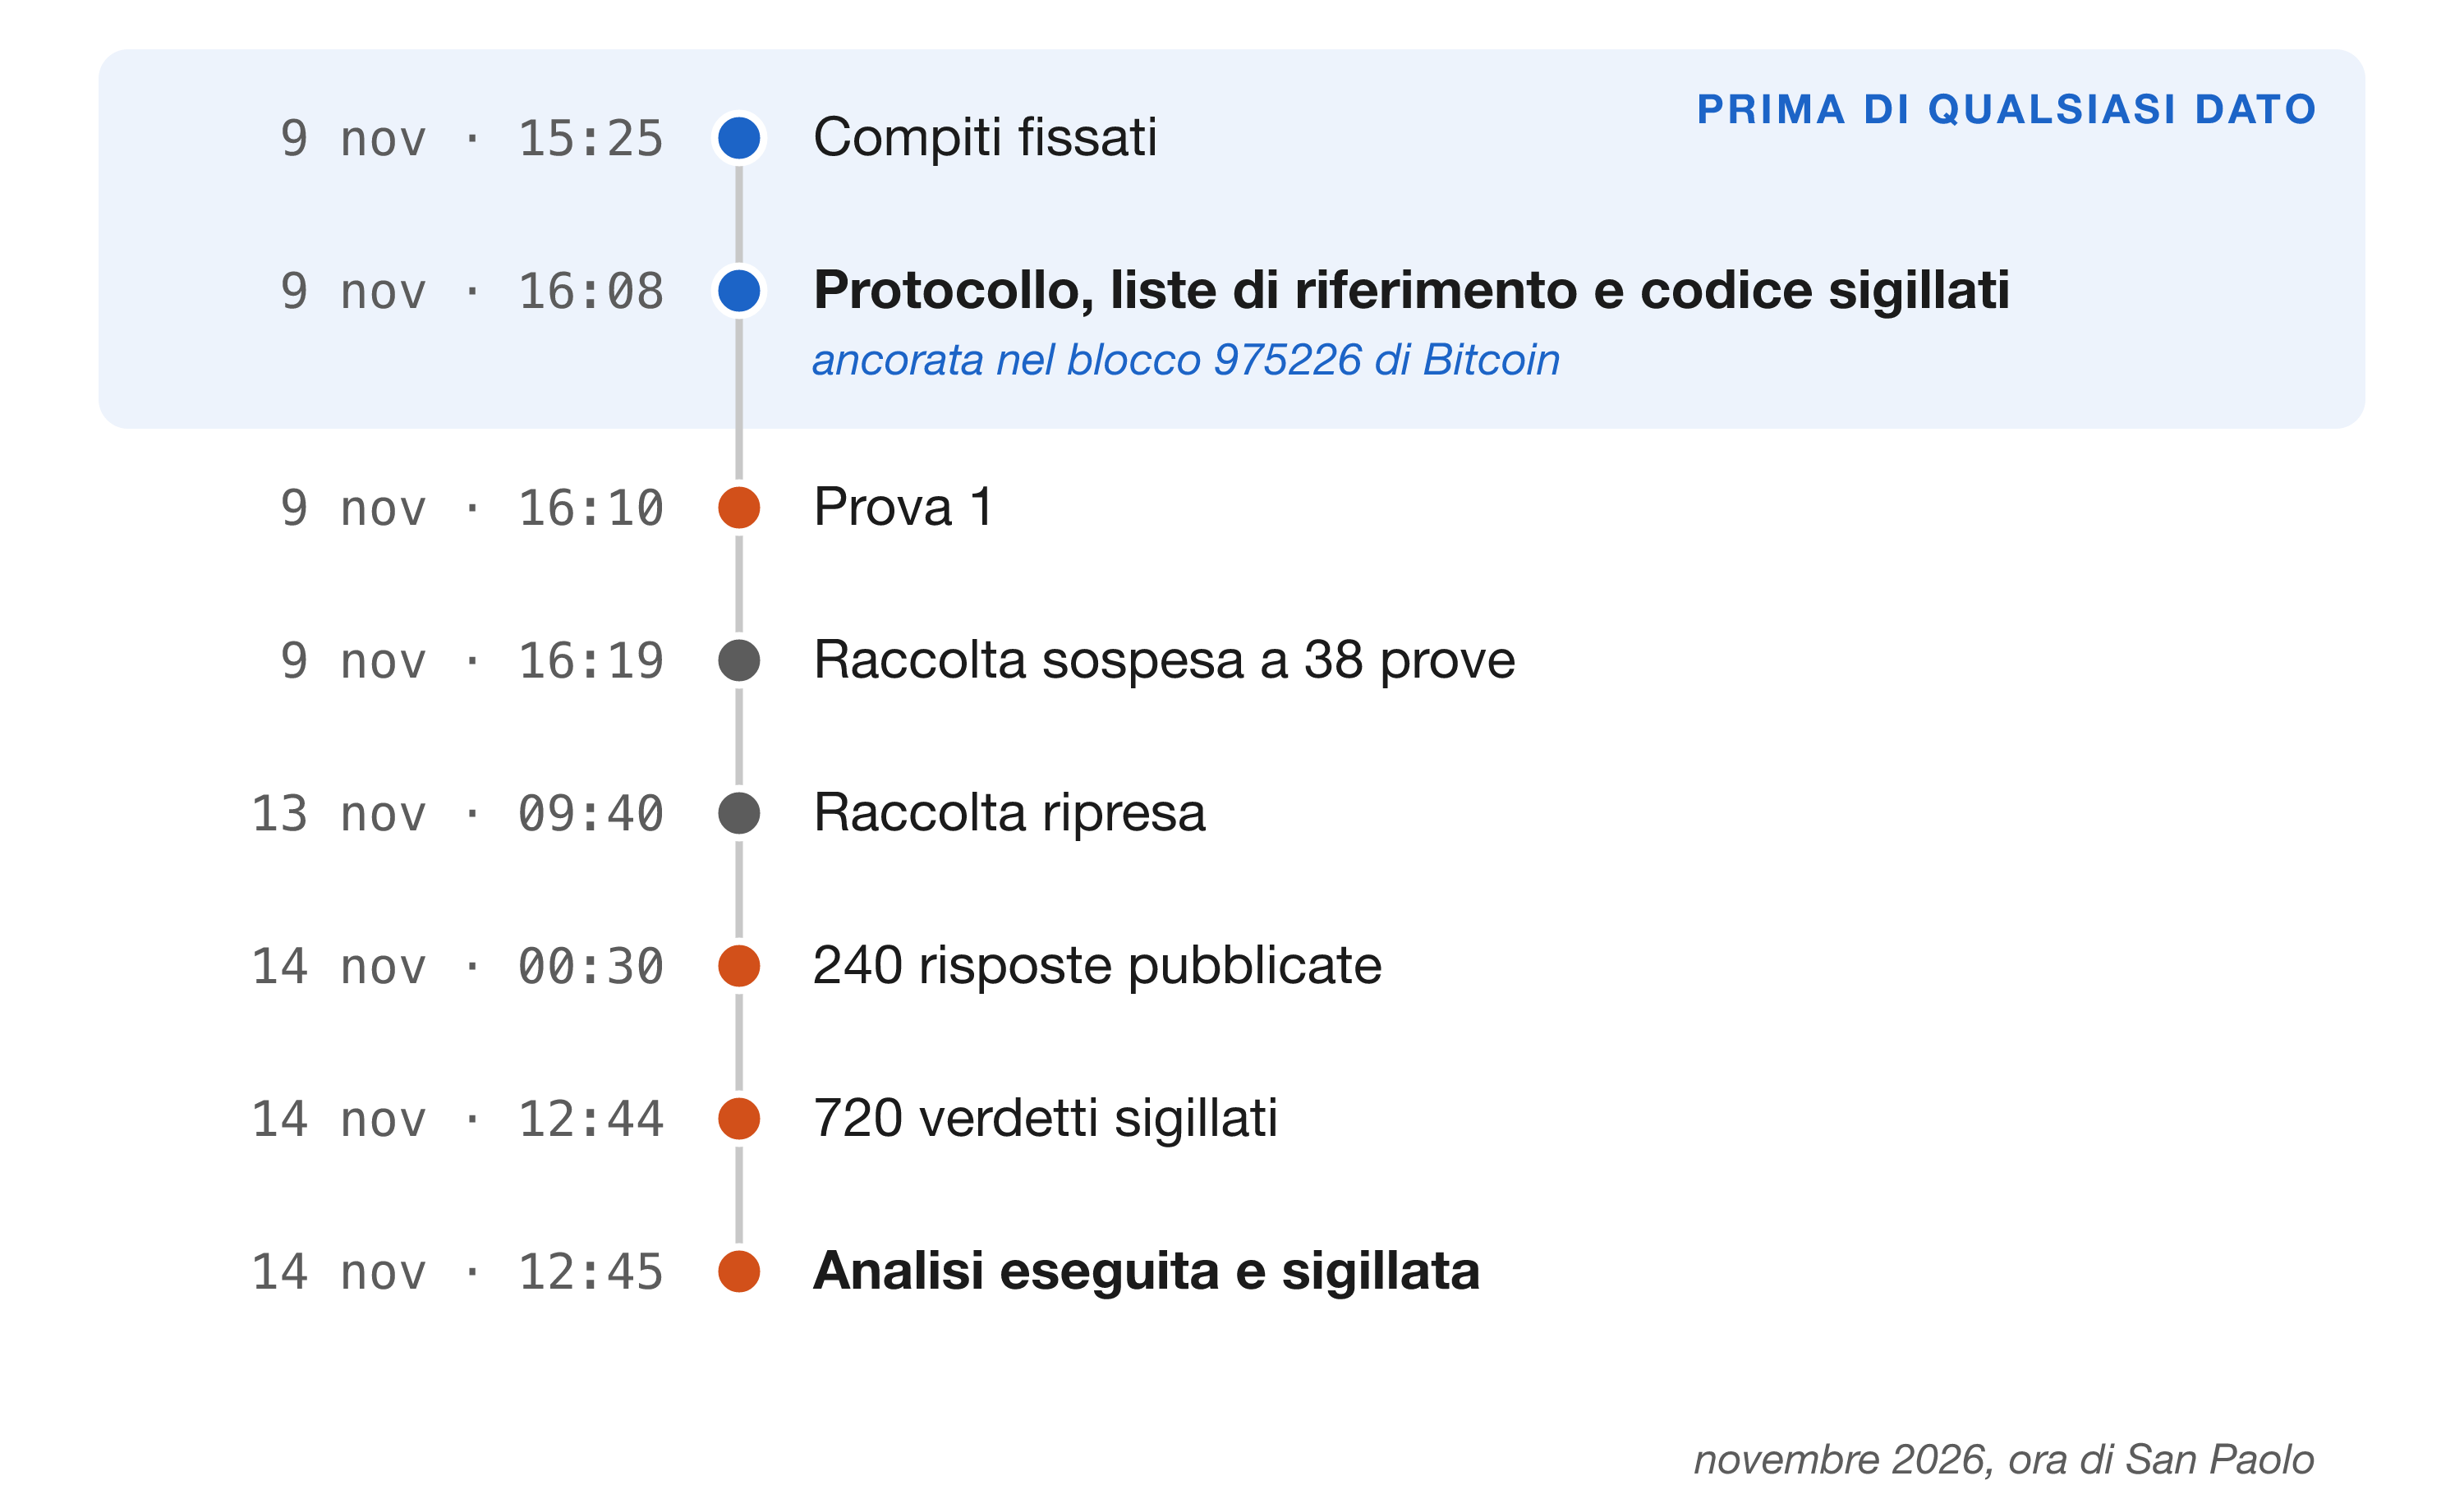 PRIMA DI QUALSIASI DATO
9 nov · 15:25 Compiti fissati
9 nov · 16:08 Protocollo, liste di riferimento e codice sigillati
ancorata nel blocco 975226 di Bitcoin
9 nov · 16:10 Prova 1
9 nov · 16:19 Raccolta sospesa a 38 prove
13 nov · 09:40 Raccolta ripresa
14 nov · 00:30 240 risposte pubblicate
14 nov · 12:44 720 verdetti sigillati
14 nov · 12:45 Analisi eseguita e sigillata
novembre 2026, ora di San Paolo